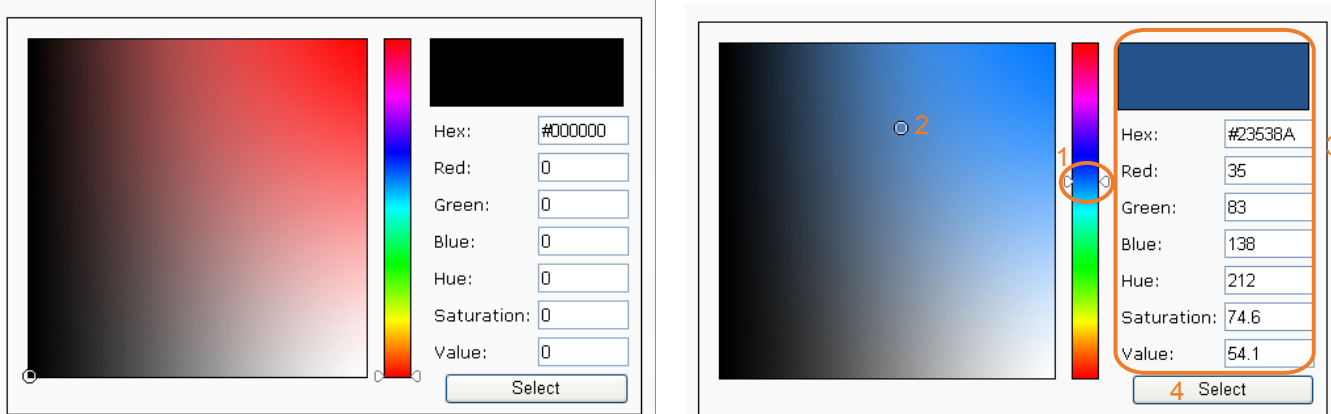 Hex: #000000
Red: 0
Green: 0
Blue: 0
Hue: 0
Saturation: 0
Value: 0
Select
2
1
Hex: #23538A
Red: 35
Green: 83
Blue: 138
Hue: 212
Saturation: 74.6
Value: 54.1
4 Select